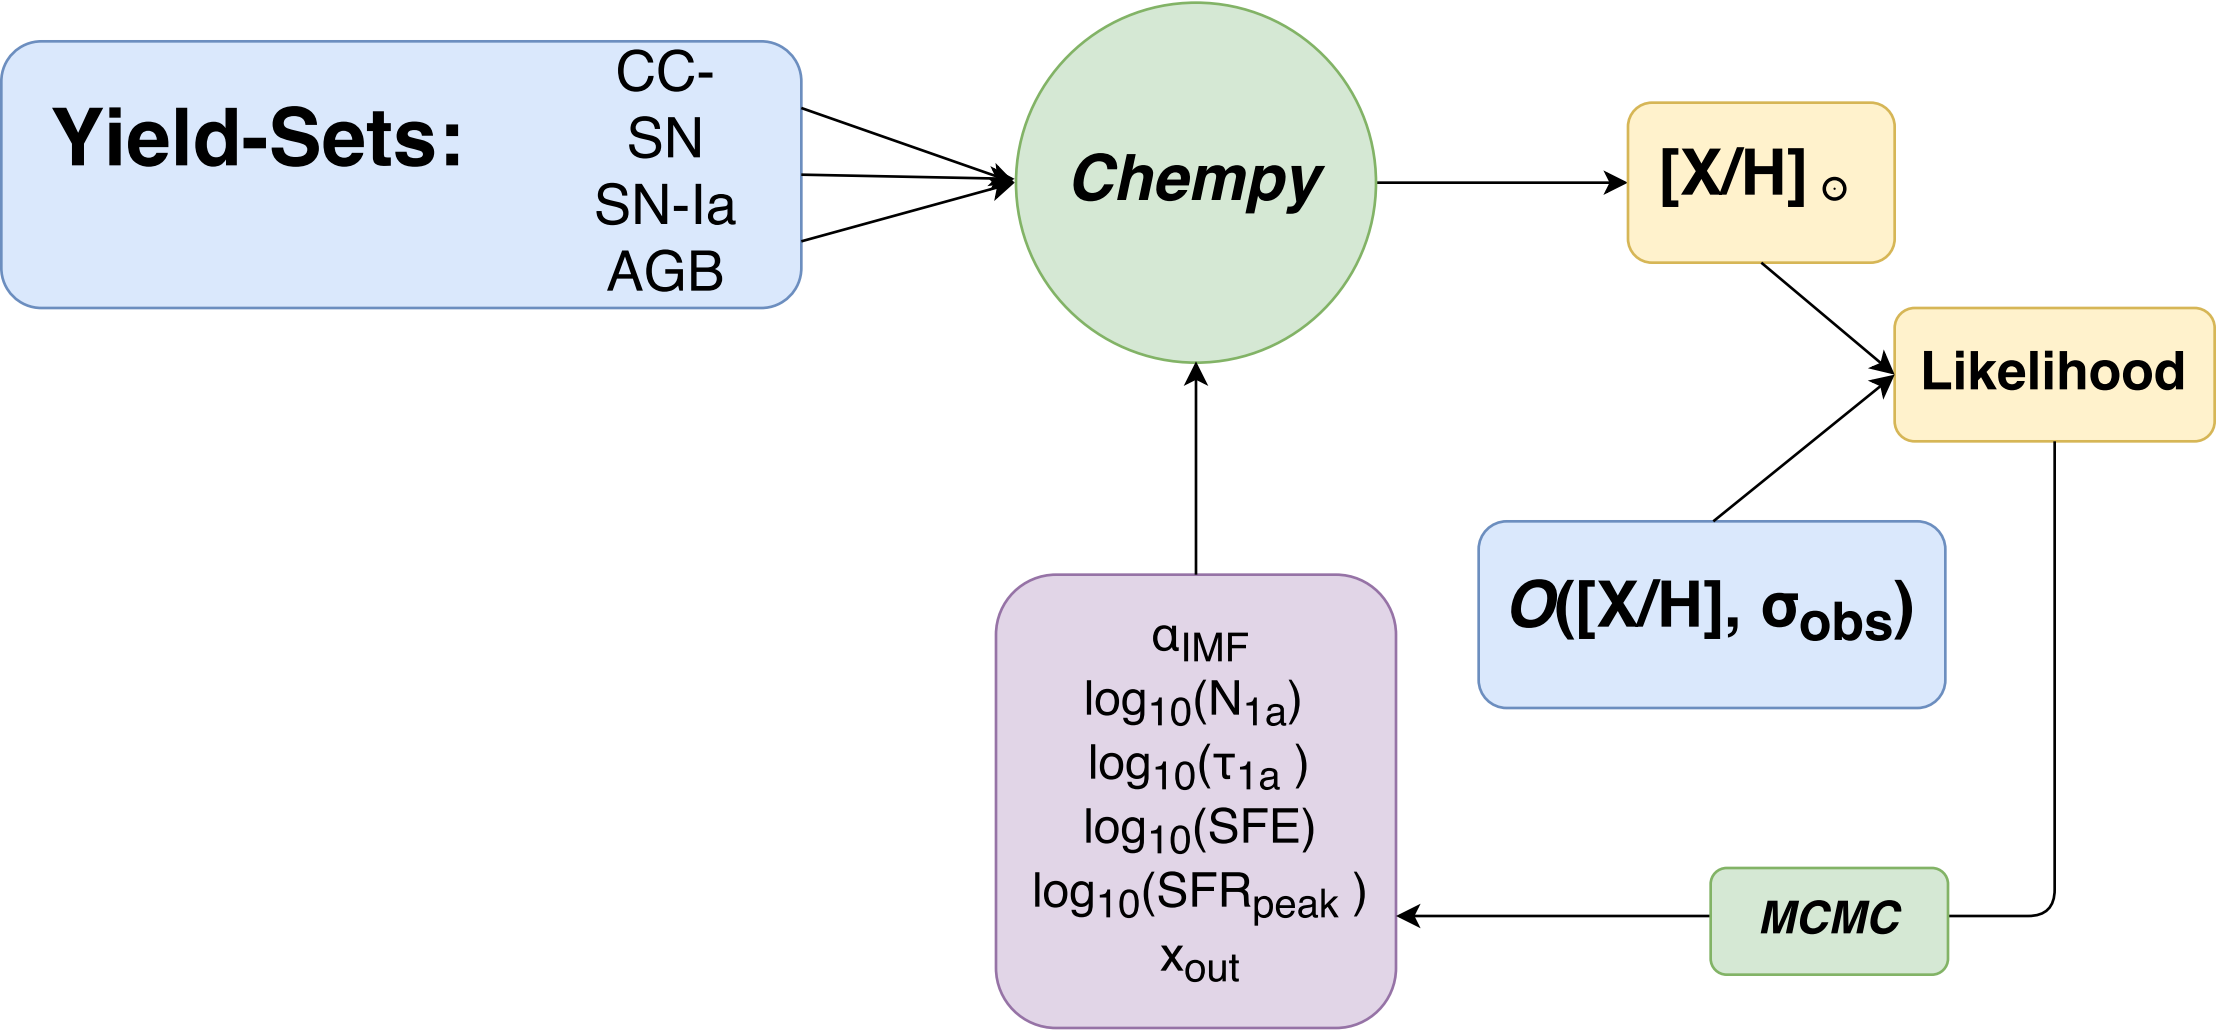 Yield-Sets:
CC-
SN
SN-Ia
AGB
Chempy
[X/H] ⊙
Likelihood
O([X/H], σobs)
αIMF
log10(N1a)
log10(τ1a )
log10(SFE)
log10(SFRpeak )
xout
MCMC